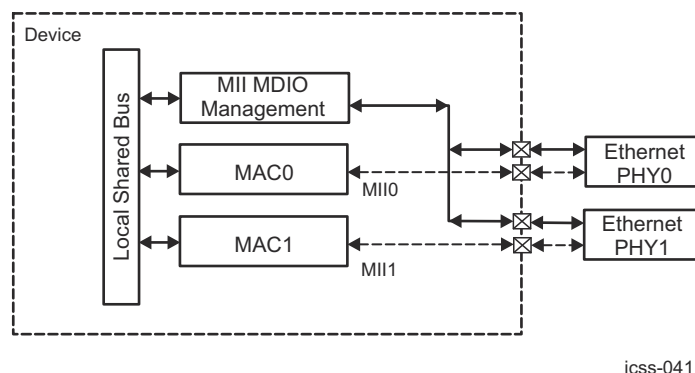 Device
Local Shared Bus
MII MDIO
Management
MAC0
MII0
MAC1
MII1
Ethernet
PHY0
Ethernet
PHY1
icss-041